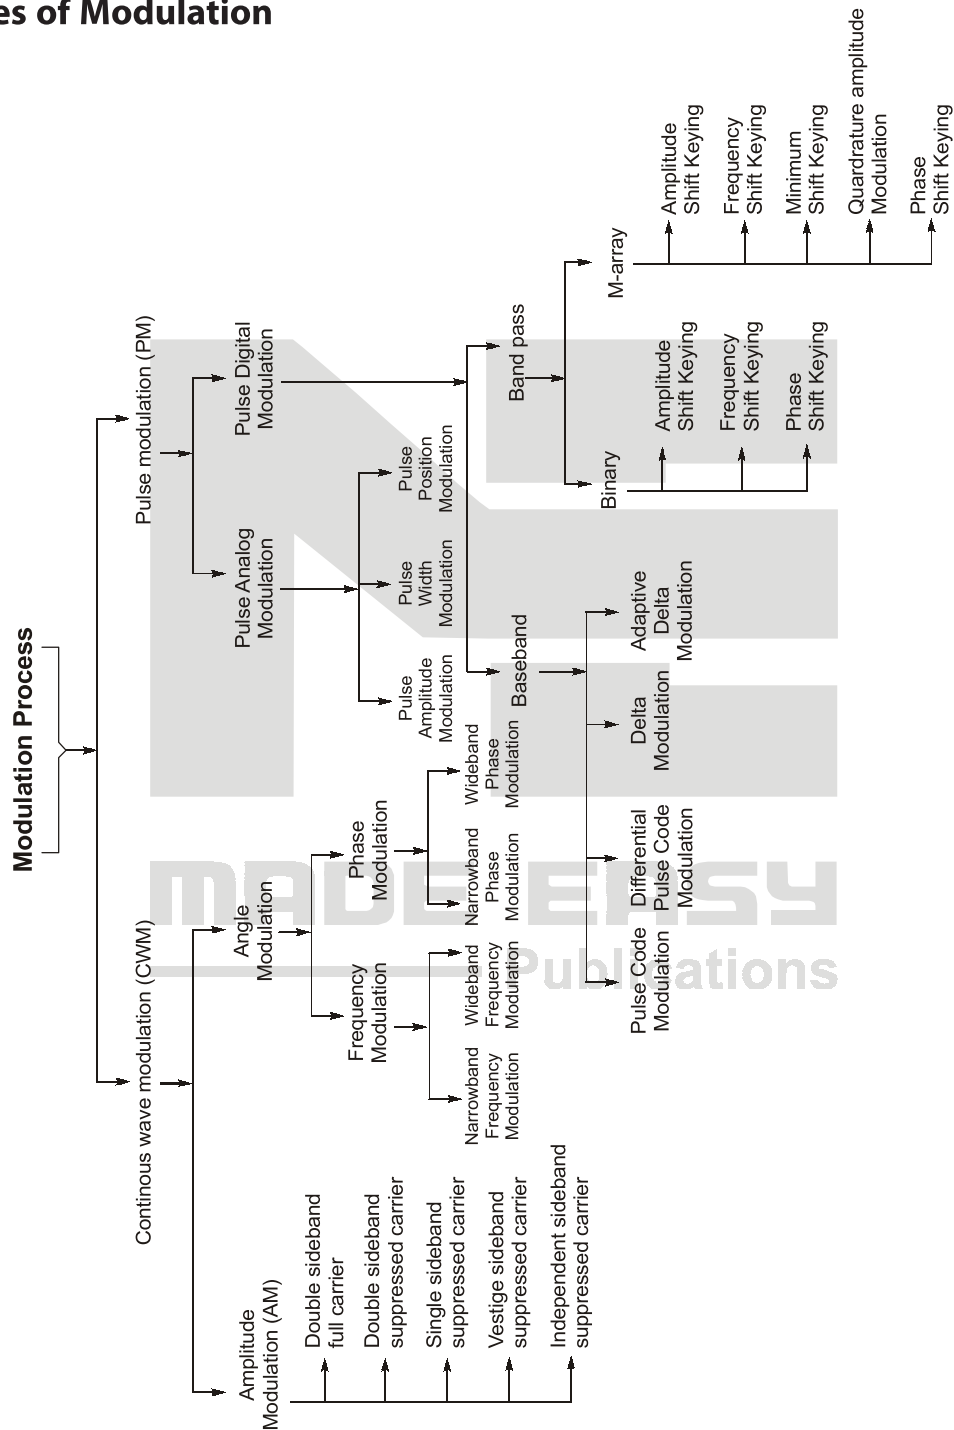 es of Modulation
Modulation Process
Continous wave modulation (CWM)
Pulse modulation (PM)
Amplitude
Modulation (AM)
Angle
Modulation
Pulse Analog
Modulation
Pulse Digital
Modulation
Double sideband
full carrier
Double sideband
suppressed carrier
Single sideband
suppressed carrier
Vestige sideband
suppressed carrier
Independent sideband
suppressed carrier
Frequency
Modulation
Phase
Modulation
Narrowband
Frequency
Modulation
Wideband
Frequency
Modulation
Narrowband
Phase
Modulation
Wideband
Phase
Modulation
Pulse
Amplitude
Modulation
Pulse
Width
Modulation
Pulse
Position
Modulation
Baseband
Band pass
Pulse Code
Modulation
Differential
Pulse Code
Modulation
Delta
Modulation
Adaptive
Delta
Modulation
Binary
M-array
Amplitude
Shift Keying
Frequency
Shift Keying
Phase
Shift Keying
Amplitude
Shift Keying
Frequency
Shift Keying
Minimum
Shift Keying
Quardrature amplitude
Modulation
Phase
Shift Keying
MADE EASY
Publications